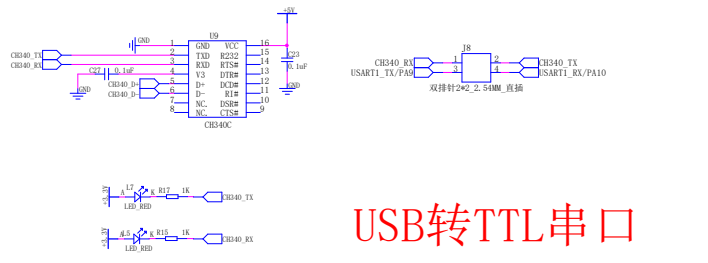 +5V
U9
GND
1 GND VCC 16
CH340_TX 2 TXD R232 15
CH340_RX 3 RXD RTS# 14
C27 0.1uF 4 V3 DTR# 13
CH340_D+ 5 D+ DCD# 12
CH340_D- 6 D- RI# 11
7 NC. DSR# 10
8 NC. CTS# 9
CH340C
GND
C23
0.1uF
GND
J8
CH340_RX 1 2 CH340_TX
USART1_TX/PA9 3 4 USART1_RX/PA10
双排针2*2_2.54MM_直插
+3.3V A L7 K R17 1K CH340_TX
LED_RED
+3.3V A L5 K R15 1K CH340_RX
LED_RED
USB转TTL串口